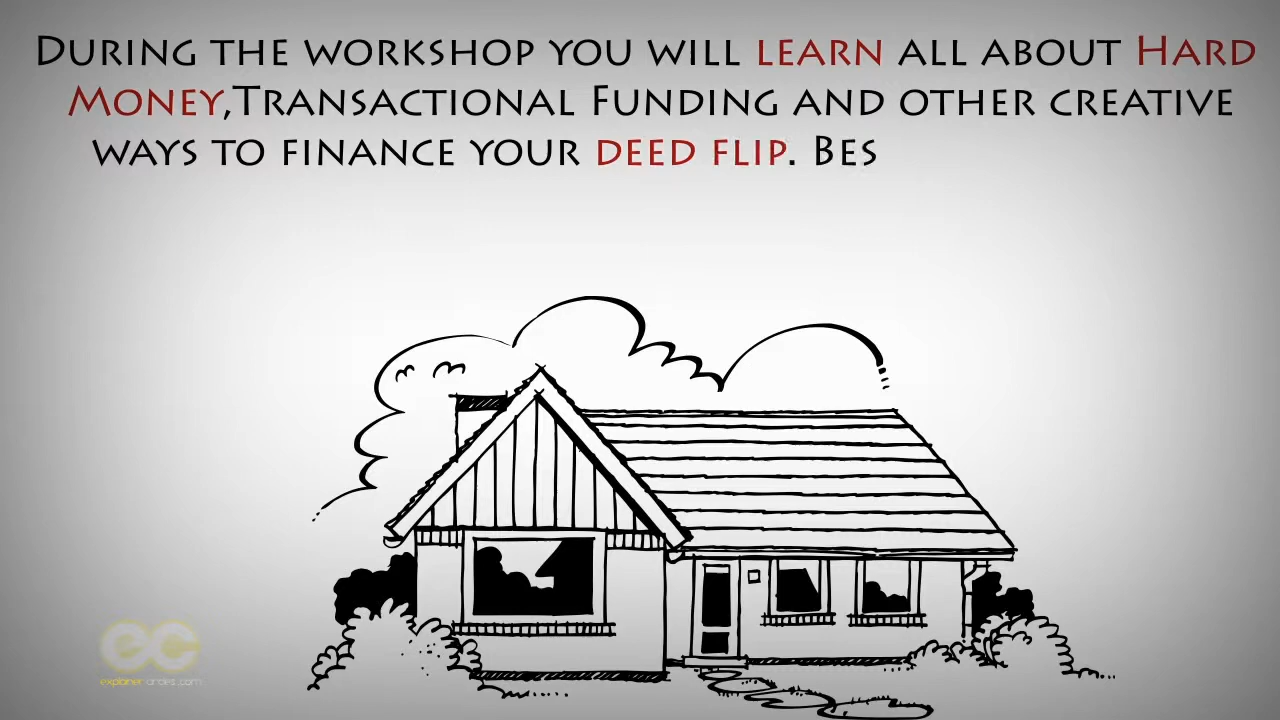 During the workshop you will learn all about Hard
Money,Transactional Funding and other creative
ways to finance your deed flip. Bes
ec